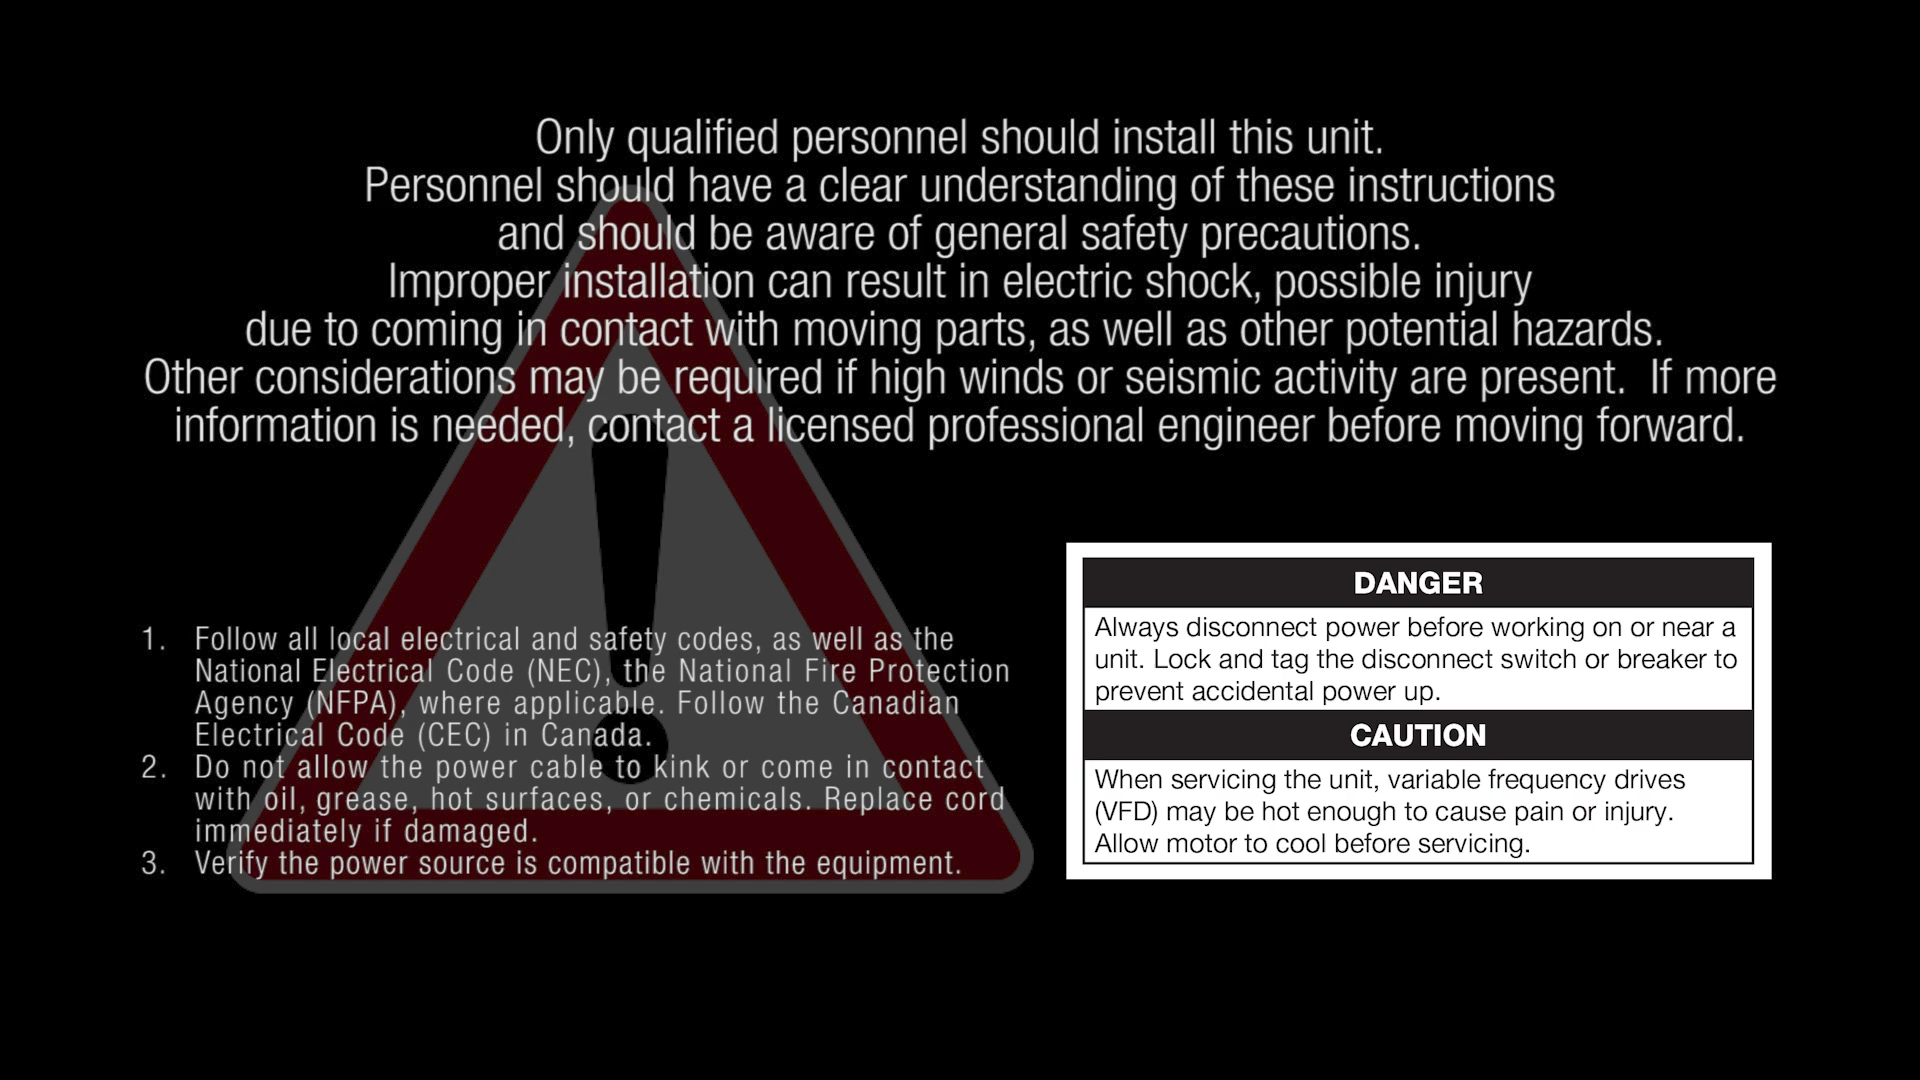 Only qualified personnel should install this unit.
Personnel should have a clear understanding of these instructions
and should be aware of general safety precautions.
Improper installation can result in electric shock, possible injury
due to coming in contact with moving parts, as well as other potential hazards.
Other considerations may be required if high winds or seismic activity are present. If more
information is needed, contact a licensed professional engineer before moving forward.
1. Follow all local electrical and safety codes, as well as the
National Electrical Code (NEC), the National Fire Protection
Agency (NFPA), where applicable. Follow the Canadian
Electrical Code (CEC) in Canada.
2. Do not allow the power cable to kink or come in contact
with oil, grease, hot surfaces, or chemicals. Replace cord
immediately if damaged.
3. Verify the power source is compatible with the equipment.
DANGER
Always disconnect power before working on or near a
unit. Lock and tag the disconnect switch or breaker to
prevent accidental power up.
CAUTION
When servicing the unit, variable frequency drives
(VFD) may be hot enough to cause pain or injury.
Allow motor to cool before servicing.